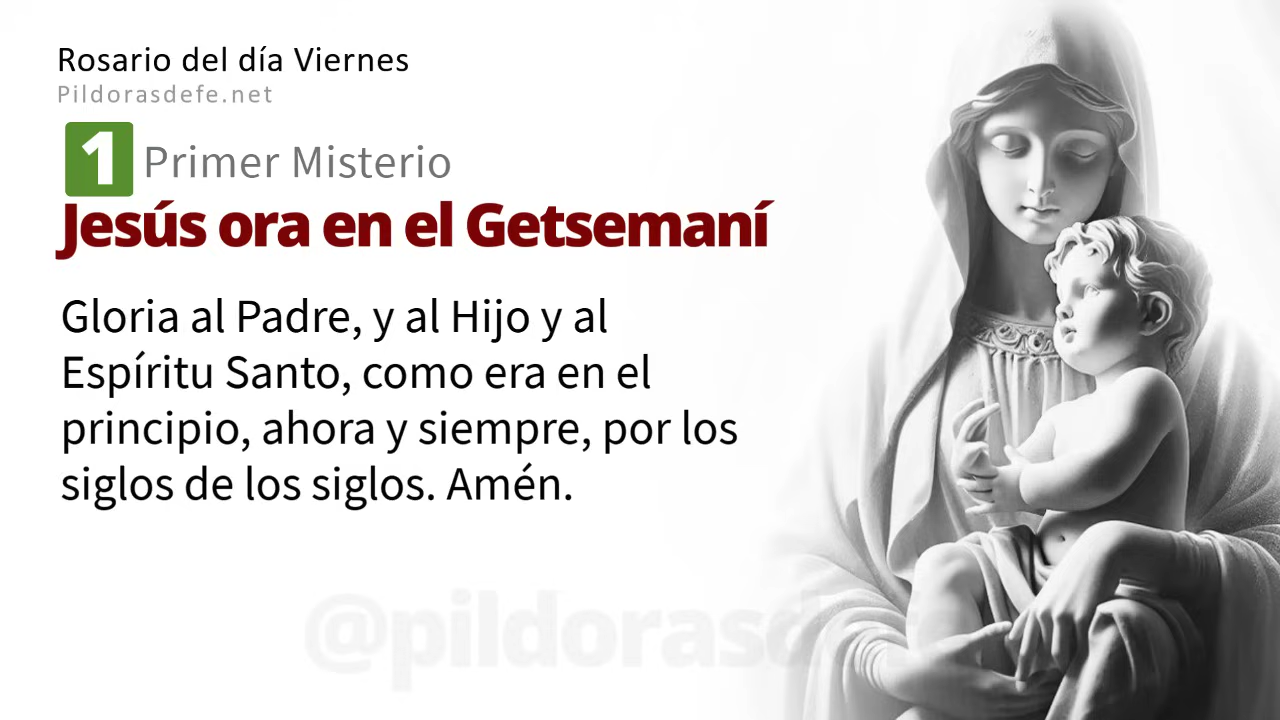 Rosario del día Viernes
Pildorasdefe.net
1 Primer Misterio
Jesús ora en el Getsemaní
Gloria al Padre, y al Hijo y al
Espíritu Santo, como era en el
principio, ahora y siempre, por los
siglos de los siglos. Amén.
@pildorasdefe